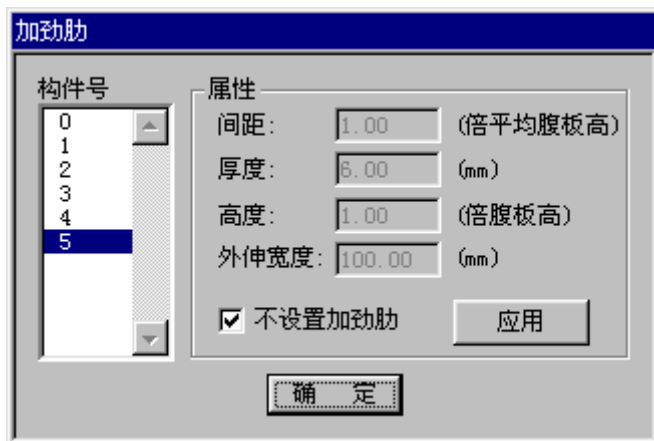 加劲肋
构件号
0
1
2
3
4
5
属性
间距: 1.00 (倍平均腹板高)
厚度: 6.00 (mm)
高度: 1.00 (倍腹板高)
外伸宽度: 100.00 (mm)
不设置加劲肋 应用
确 定